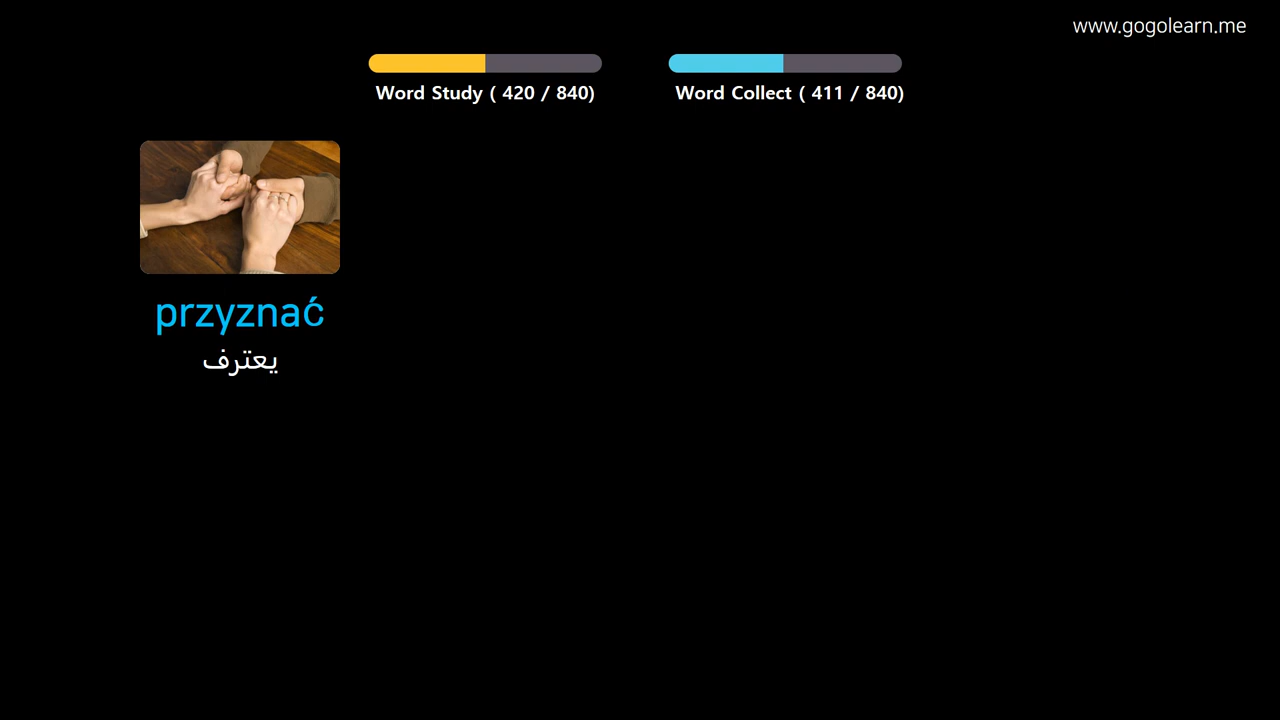 www.gogolearn.me
Word Study ( 420 / 840)
Word Collect ( 411 / 840)
przyznać
يعترف